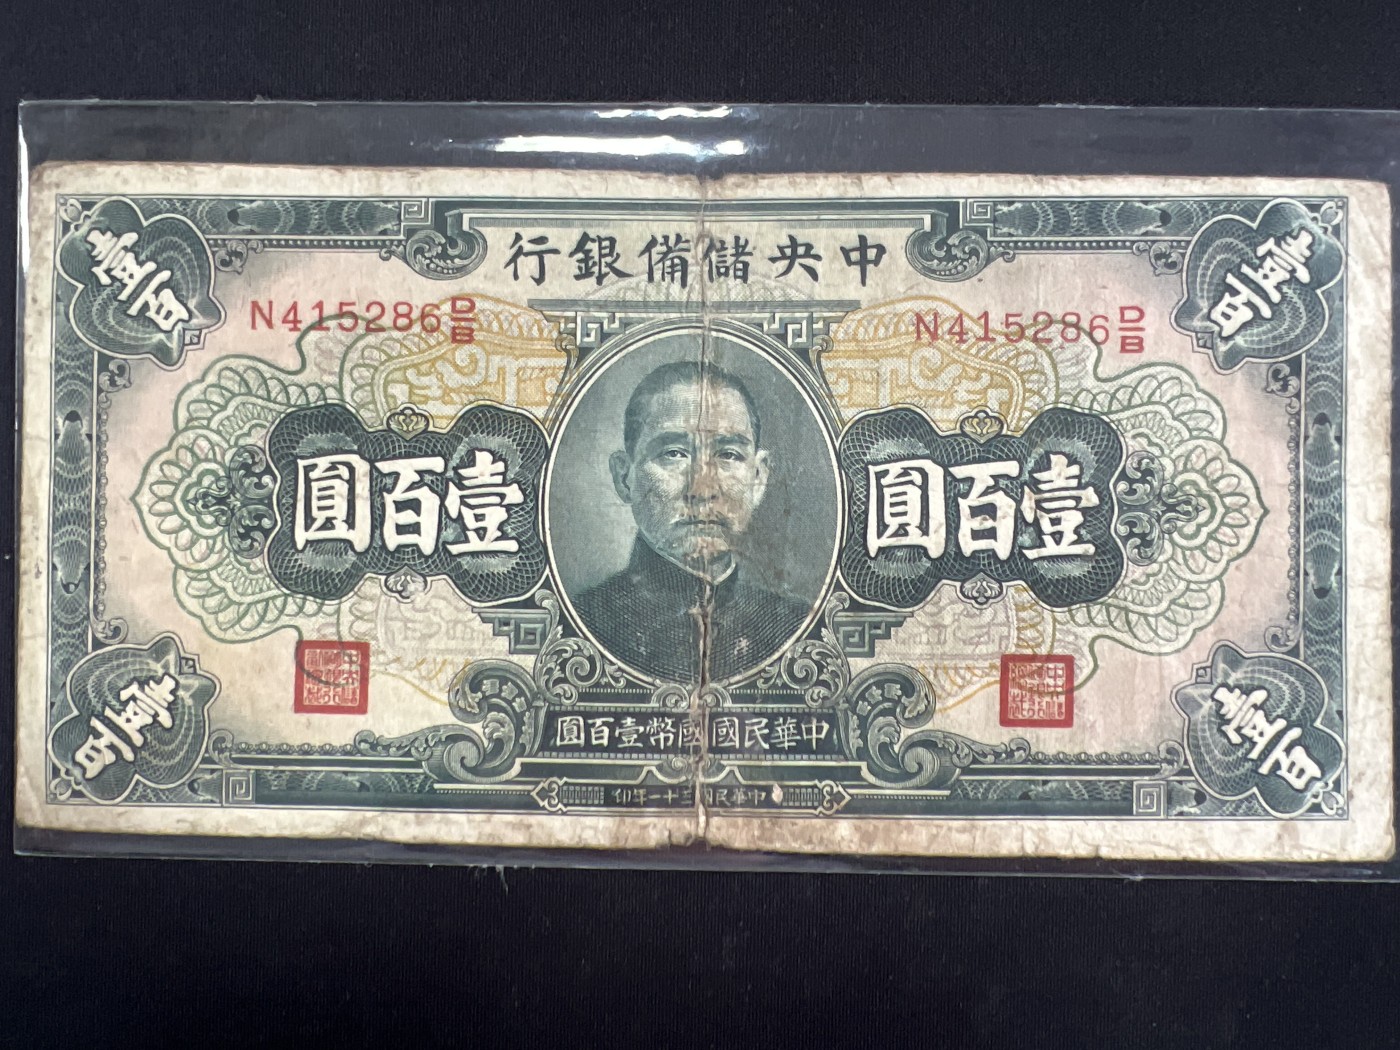 中央儲備銀行
N415286 D/B
N415286 D/B
壹百
壹百
壹百圓
壹百圓
中華民國國幣壹百圓
中華民國三十一年印
壹百
壹百